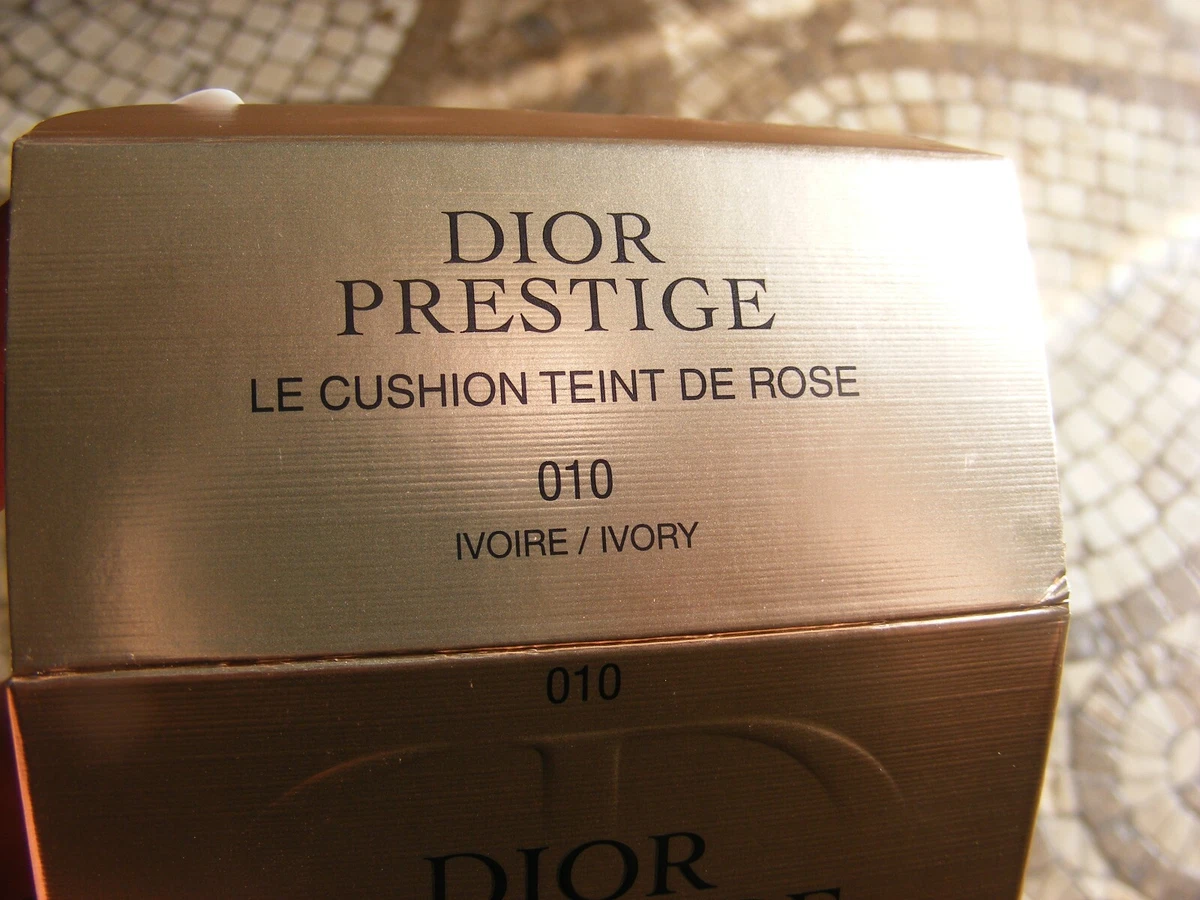 DIOR
PRESTIGE
LE CUSHION TEINT DE ROSE
010
IVOIRE / IVORY
010
DIOR